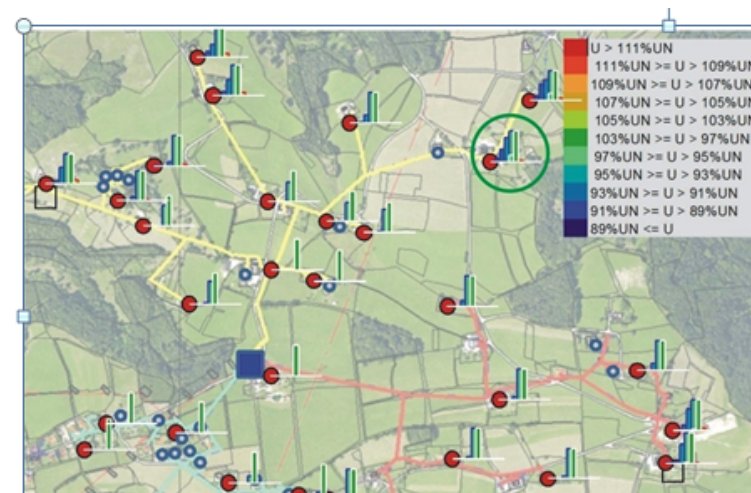 U > 111%UN
111%UN >= U > 109%UN
109%UN >= U > 107%UN
107%UN >= U > 105%UN
105%UN >= U > 103%UN
103%UN >= U > 97%UN
97%UN >= U > 95%UN
95%UN >= U > 93%UN
93%UN >= U > 91%UN
91%UN >= U > 89%UN
89%UN <= U